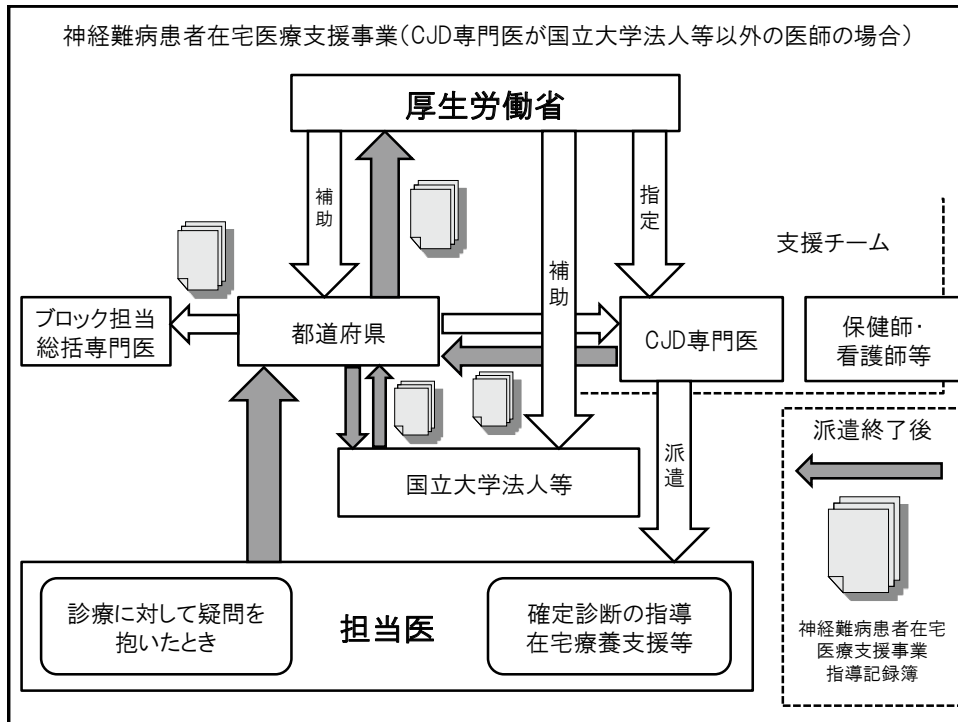 神経難病患者在宅医療支援事業（CJD専門医が国立大学法人等以外の医師の場合）
厚生労働省
補助
補助
指定
支援チーム
ブロック担当
総括専門医
都道府県
CJD専門医
保健師・
看護師等
国立大学法人等
派遣
派遣終了後
診療に対して疑問を
抱いたとき
担当医
確定診断の指導
在宅療養支援等
神経難病患者在宅
医療支援事業
指導記録簿